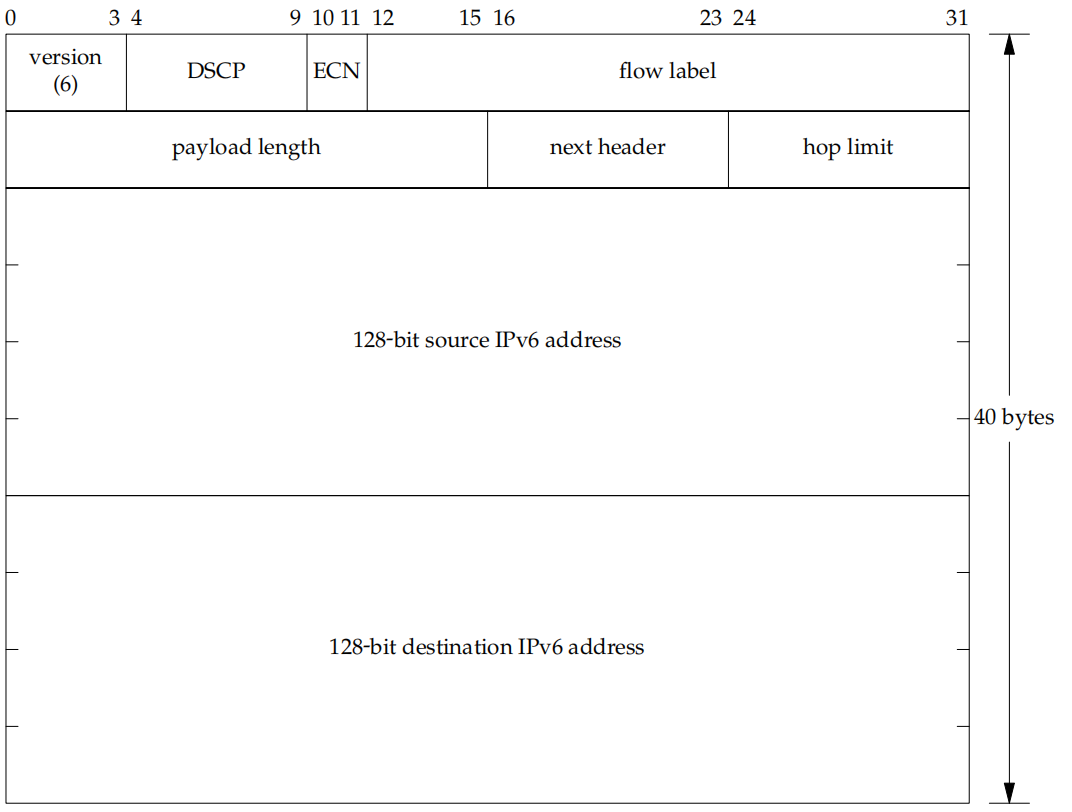 0 3 4 9 10 11 12 15 16 23 24 31
version
(6)
DSCP
ECN
flow label
payload length
next header
hop limit
128-bit source IPv6 address
40 bytes
128-bit destination IPv6 address